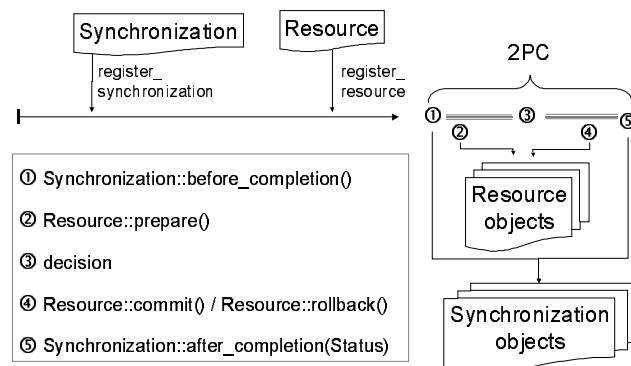 Synchronization
Resource
register_
synchronization
register_
resource
2PC
① ③ ⑤
② ④
Resource
objects
Synchronization
objects
① Synchronization::before_completion()
② Resource::prepare()
③ decision
④ Resource::commit() / Resource::rollback()
⑤ Synchronization::after_completion(Status)